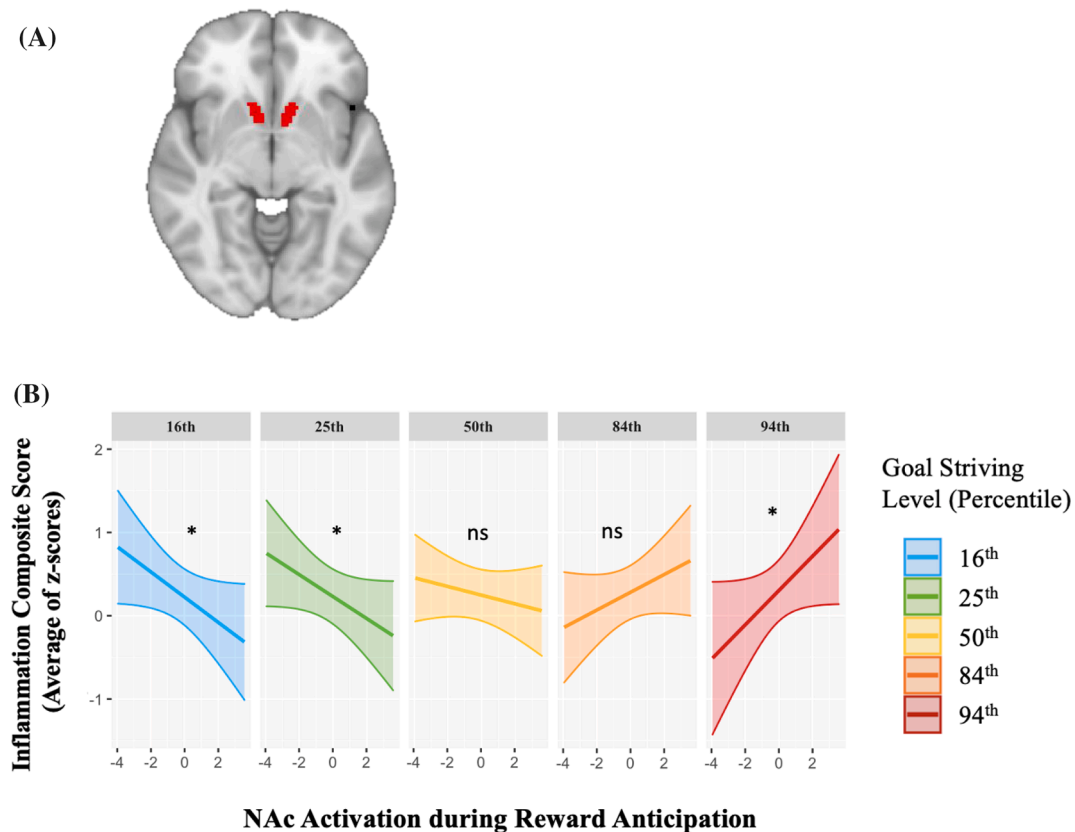 (A)
(B)
Inflammation Composite Score
(Average of z-scores)
16th 25th 50th 84th 94th
2
1
0
-1
* * ns ns *
-4 -2 0 2 -4 -2 0 2 -4 -2 0 2 -4 -2 0 2 -4 -2 0 2
NAc Activation during Reward Anticipation
Goal Striving
Level (Percentile)
16th
25th
50th
84th
94th